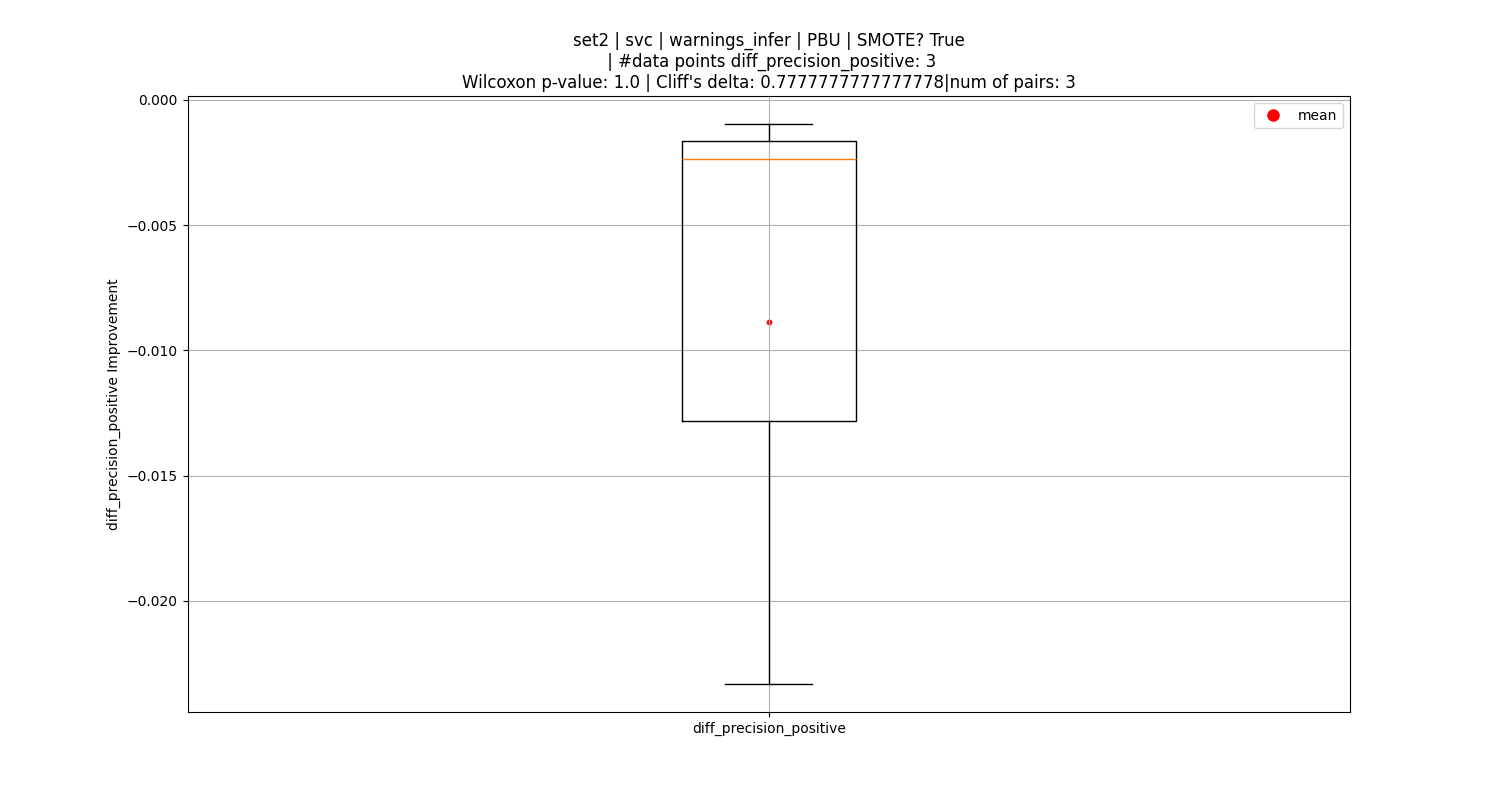 set2 | svc | warnings_infer | PBU | SMOTE? True
| #data points diff_precision_positive: 3
Wilcoxon p-value: 1.0 | Cliff's delta: 0.7777777777777778|num of pairs: 3
mean
0.000
−0.005
−0.010
−0.015
−0.020
diff_precision_positive Improvement
diff_precision_positive